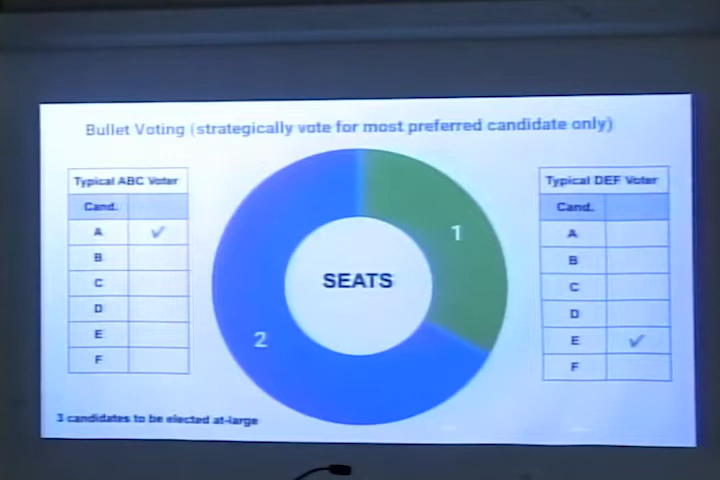 Bullet Voting (strategically vote for most preferred candidate only)
Typical ABC Voter
Cand.
A ✓
B
C
D
E
F
1
SEATS
2
Typical DEF Voter
Cand.
A
B
C
D
E ✓
F
3 candidates to be elected at-large